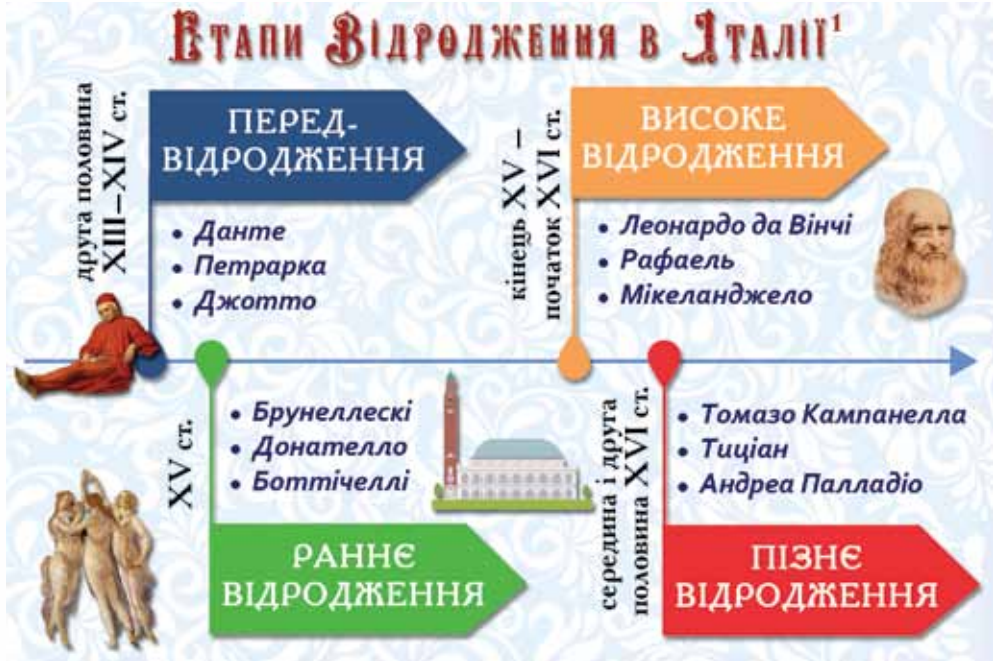 Етапи Відродження в Італії¹
друга половина
XIII–XIV ст.
ПЕРЕД-
ВІДРОДЖЕННЯ
• Данте
• Петрарка
• Джотто
XV ст.
• Брунеллескі
• Донателло
• Боттічеллі
РАННЄ
ВІДРОДЖЕННЯ
кінець XV –
початок XVI ст.
ВИСОКЕ
ВІДРОДЖЕННЯ
• Леонардо да Вінчі
• Рафаель
• Мікеланджело
середина і друга
половина XVI ст.
• Томазо Кампанелла
• Тиціан
• Андреа Палладіо
ПІЗНЄ
ВІДРОДЖЕННЯ